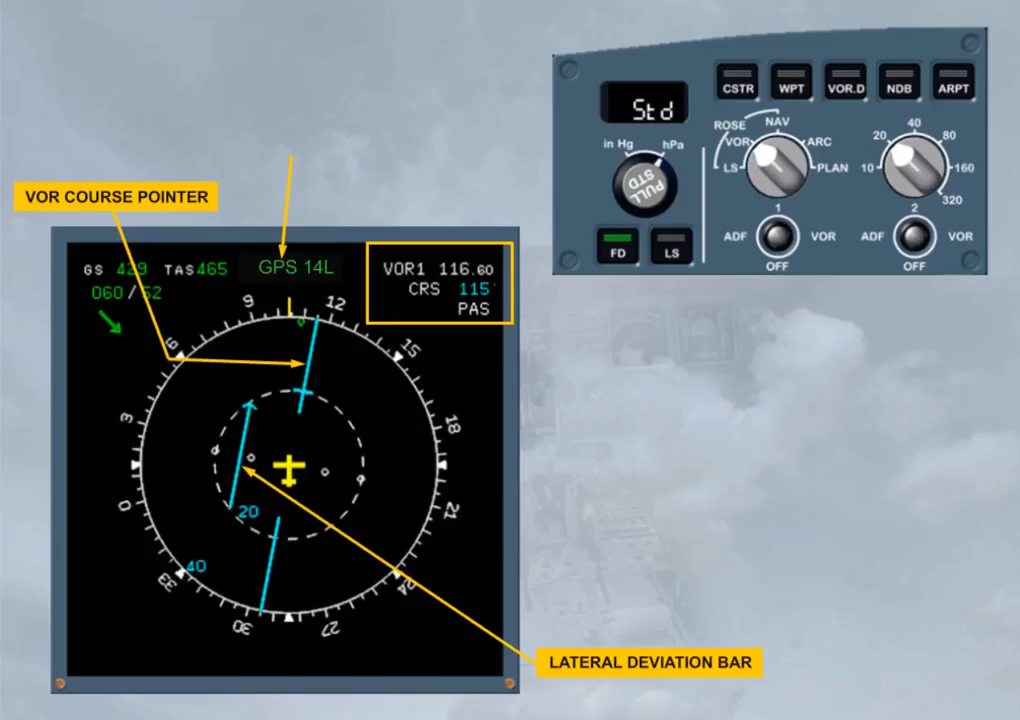 Std
CSTR WPT VOR.D NDB ARPT
in Hg hPa
PULL STD
ROSE NAV
VOR ARC
LS PLAN
10 20 40 80 160 320
FD LS
1
ADF VOR
OFF
2
ADF VOR
OFF
VOR COURSE POINTER
GS 429 TAS465
060/52
GPS 14L
VOR1 116.60
CRS 115°
PAS
9 12 15 18 21 24 27 30 33 0 3 6
20
40
LATERAL DEVIATION BAR